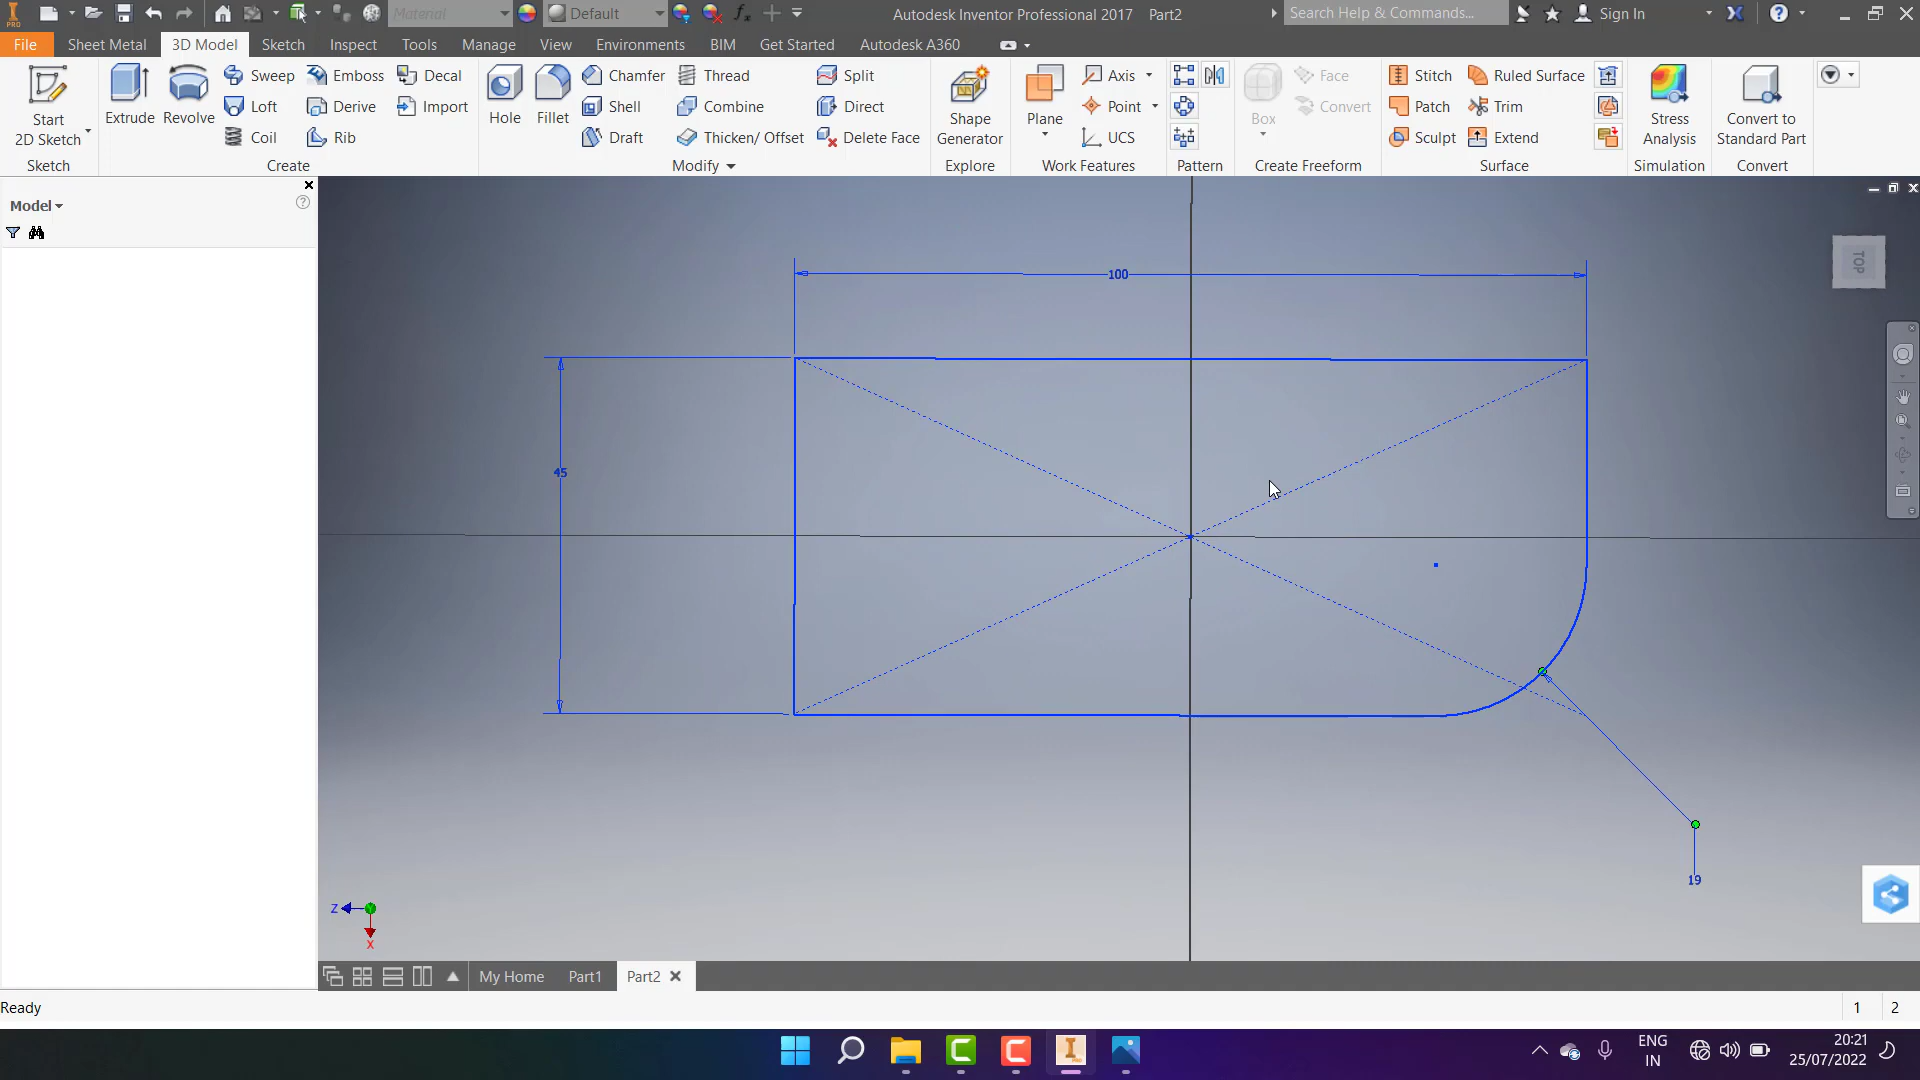 PRO
Material
Default
Autodesk Inventor Professional 2017 Part2
Search Help & Commands...
Sign In
File Sheet Metal 3D Model Sketch Inspect Tools Manage View Environments BIM Get Started Autodesk A360
Start
2D Sketch
Sketch
Extrude
Revolve
Sweep
Loft
Coil
Emboss
Derive
Rib
Decal
Import
Create
Hole
Fillet
Chamfer
Shell
Draft
Thread
Combine
Thicken/ Offset
Split
Direct
Delete Face
Modify
Shape
Generator
Explore
Plane
Axis
Point
UCS
Work Features
Pattern
Box
Face
Convert
Create Freeform
Stitch
Patch
Sculpt
Ruled Surface
Trim
Extend
Surface
Stress
Analysis
Simulation
Convert to
Standard Part
Convert
Model
TOP
100
45
19
Z
X
My Home Part1 Part2
Ready
1 2
ENG
IN
20:21
25/07/2022